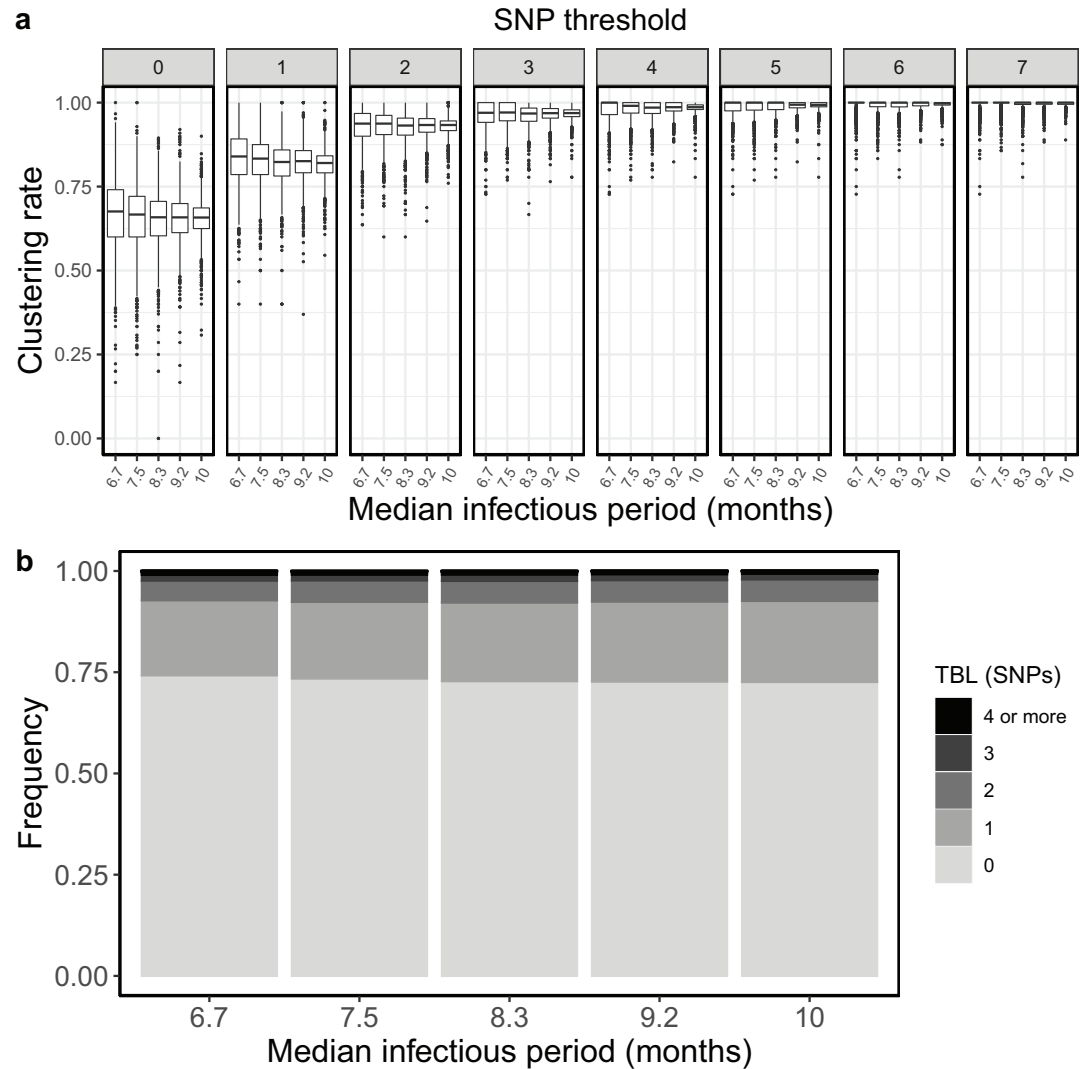 a
SNP threshold
0 1 2 3 4 5 6 7
Clustering rate
1.00
0.75
0.50
0.25
0.00
6.7 7.5 8.3 9.2 10 6.7 7.5 8.3 9.2 10 6.7 7.5 8.3 9.2 10 6.7 7.5 8.3 9.2 10 6.7 7.5 8.3 9.2 10 6.7 7.5 8.3 9.2 10 6.7 7.5 8.3 9.2 10 6.7 7.5 8.3 9.2 10
Median infectious period (months)
b
Frequency
1.00
0.75
0.50
0.25
0.00
6.7 7.5 8.3 9.2 10
Median infectious period (months)
TBL (SNPs)
4 or more
3
2
1
0